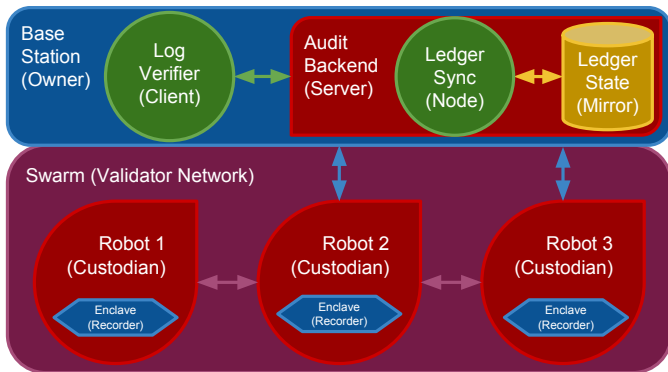 Base
Station
(Owner)
Log
Verifier
(Client)
Audit
Backend
(Server)
Ledger
Sync
(Node)
Ledger
State
(Mirror)
Swarm (Validator Network)
Robot 1
(Custodian)
Enclave
(Recorder)
Robot 2
(Custodian)
Enclave
(Recorder)
Robot 3
(Custodian)
Enclave
(Recorder)